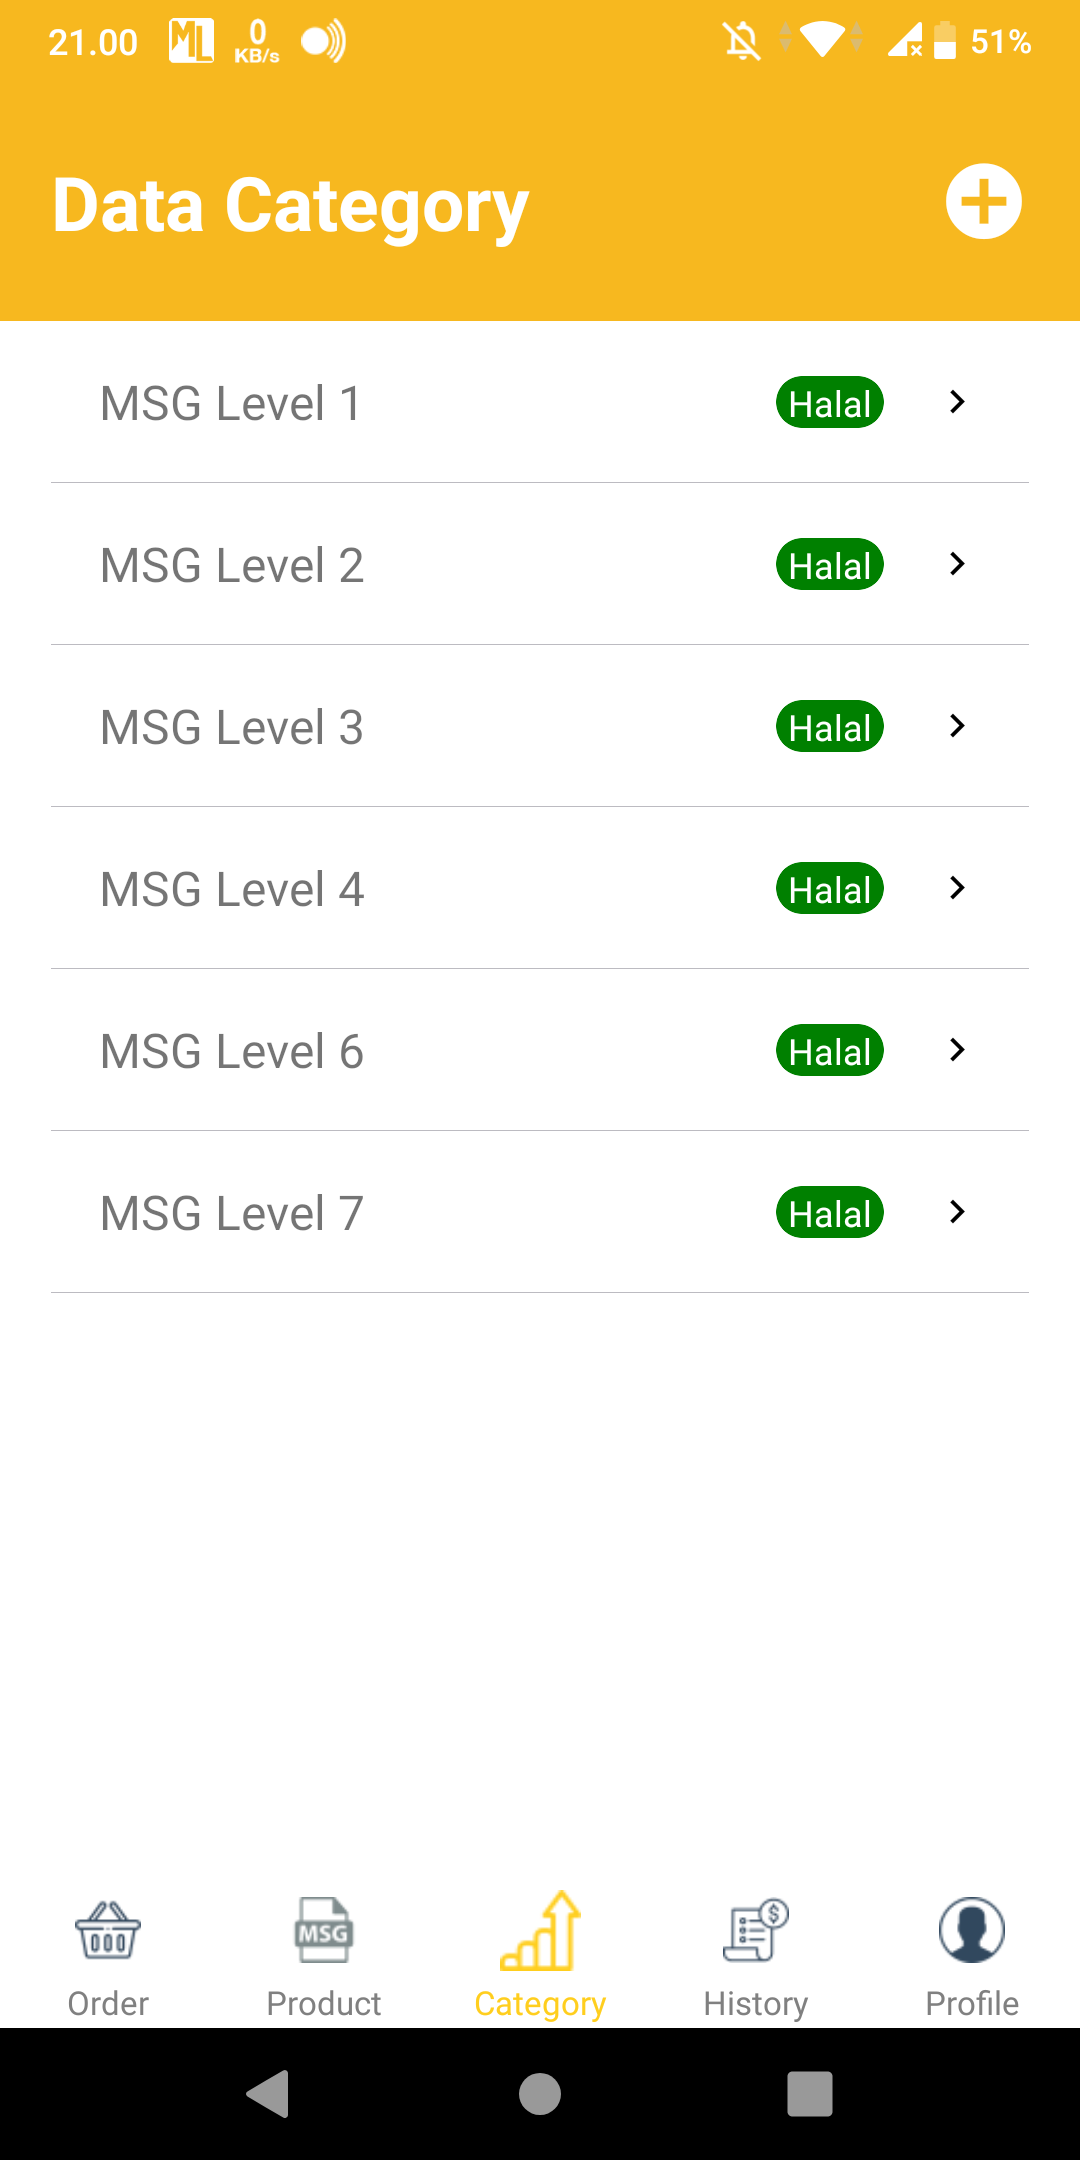 21.00 ML 0 KB/s 51%
Data Category
MSG Level 1 Halal
MSG Level 2 Halal
MSG Level 3 Halal
MSG Level 4 Halal
MSG Level 6 Halal
MSG Level 7 Halal
MSG
Order Product Category History Profile